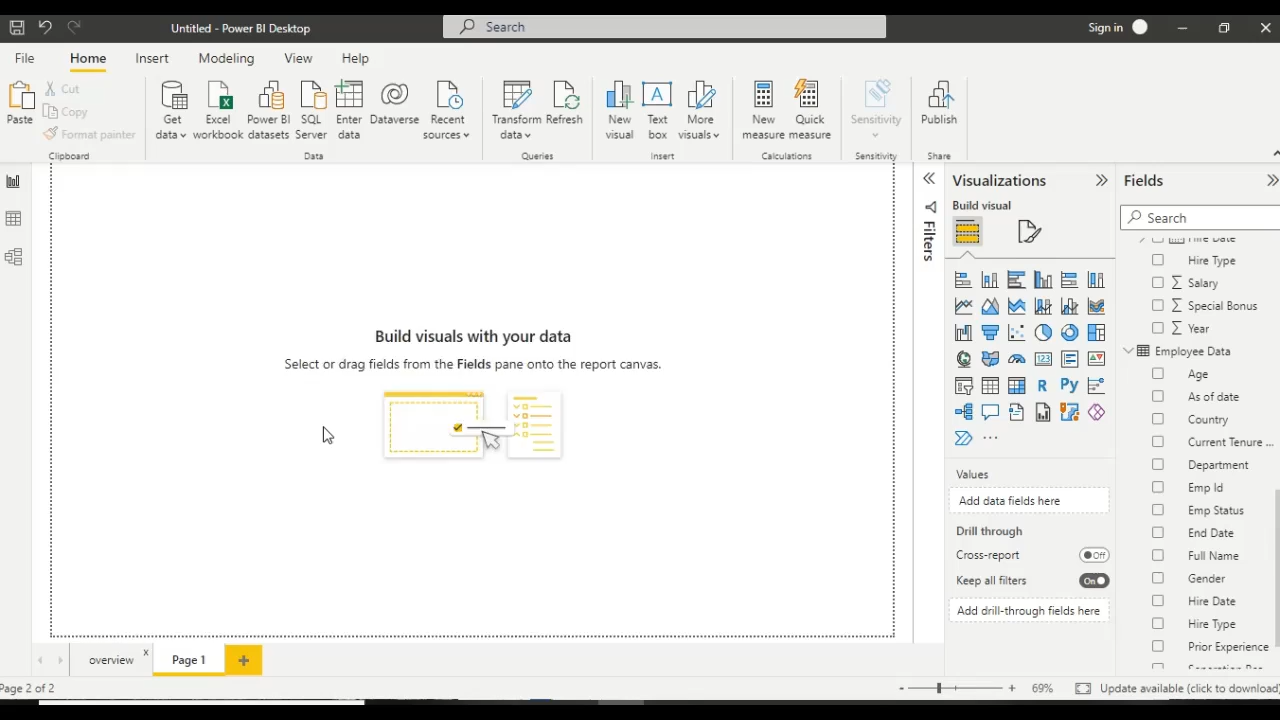 Untitled - Power BI Desktop
Search
Sign in
File Home Insert Modeling View Help
Paste
Cut
Copy
Format painter
Clipboard
Get data
Excel workbook
Power BI datasets
SQL Server
Enter data
Dataverse
Recent sources
Data
Transform data
Refresh
Queries
New visual
Text box
More visuals
Insert
New measure
Quick measure
Calculations
Sensitivity
Sensitivity
Publish
Share
Build visuals with your data
Select or drag fields from the Fields pane onto the report canvas.
Filters
Visualizations
Build visual
R
Py
123
Values
Add data fields here
Drill through
Cross-report
Off
Keep all filters
On
Add drill-through fields here
Fields
Search
Hire Date
Hire Type
Salary
Special Bonus
Year
Employee Data
Age
As of date
Country
Current Tenure ...
Department
Emp Id
Emp Status
End Date
Full Name
Gender
Hire Date
Hire Type
Prior Experience
overview
Page 1
Page 2 of 2
69%
Update available (click to download)